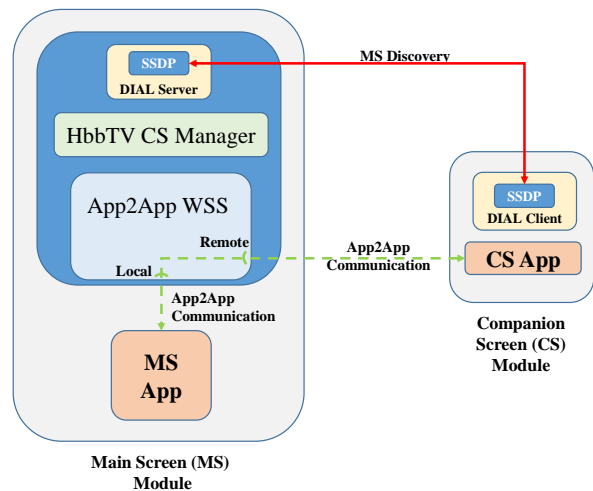 SSDP
DIAL Server
MS Discovery
HbbTV CS Manager
App2App WSS
Remote
Local
App2App
Communication
App2App
Communication
MS
App
SSDP
DIAL Client
CS App
Companion
Screen (CS)
Module
Main Screen (MS)
Module